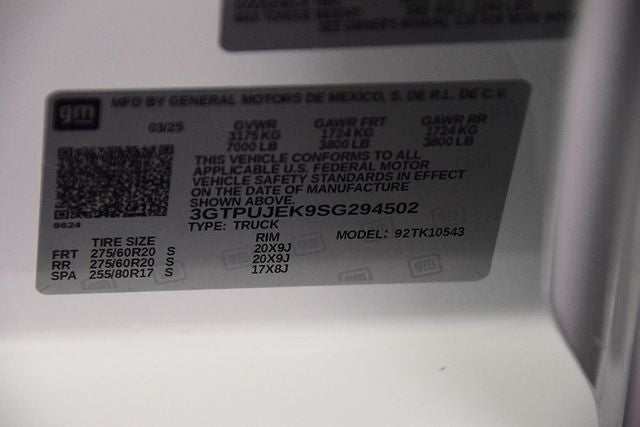 SEE OWNER'S MANUAL
gm MFD BY GENERAL MOTORS DE MEXICO, S. DE R.L. DE C.V.
03/25 GVWR GAWR FRT GAWR RR
3175 KG 1724 KG 1724 KG
7000 LB 3800 LB 3800 LB
THIS VEHICLE CONFORMS TO ALL
APPLICABLE U.S. FEDERAL MOTOR
VEHICLE SAFETY STANDARDS IN EFFECT
ON THE DATE OF MANUFACTURE
SHOWN ABOVE.
3GTPUJEK9SG294502
8624 TYPE: TRUCK MODEL: 92TK10543
TIRE SIZE RIM
FRT 275/60R20 S 20X9J
RR 275/60R20 S 20X9J
SPA 255/80R17 S 17X8J